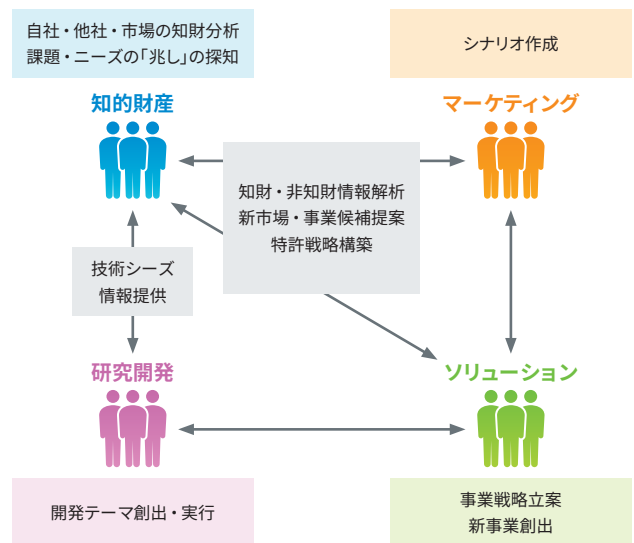 自社・他社・市場の知財分析
課題・ニーズの「兆し」の探知
シナリオ作成
知的財産
マーケティング
知財・非知財情報解析
新市場・事業候補提案
特許戦略構築
技術シーズ
情報提供
研究開発
ソリューション
開発テーマ創出・実行
事業戦略立案
新事業創出